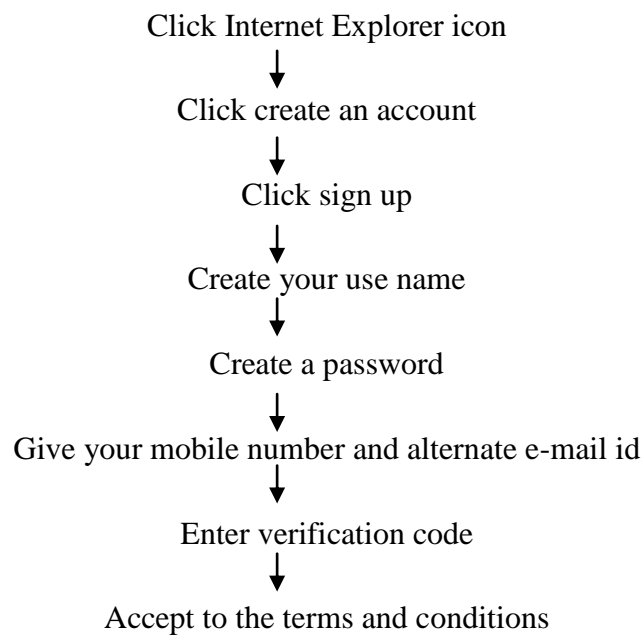 Click Internet Explorer icon
Click create an account
Click sign up
Create your use name
Create a password
Give your mobile number and alternate e-mail id
Enter verification code
Accept to the terms and conditions